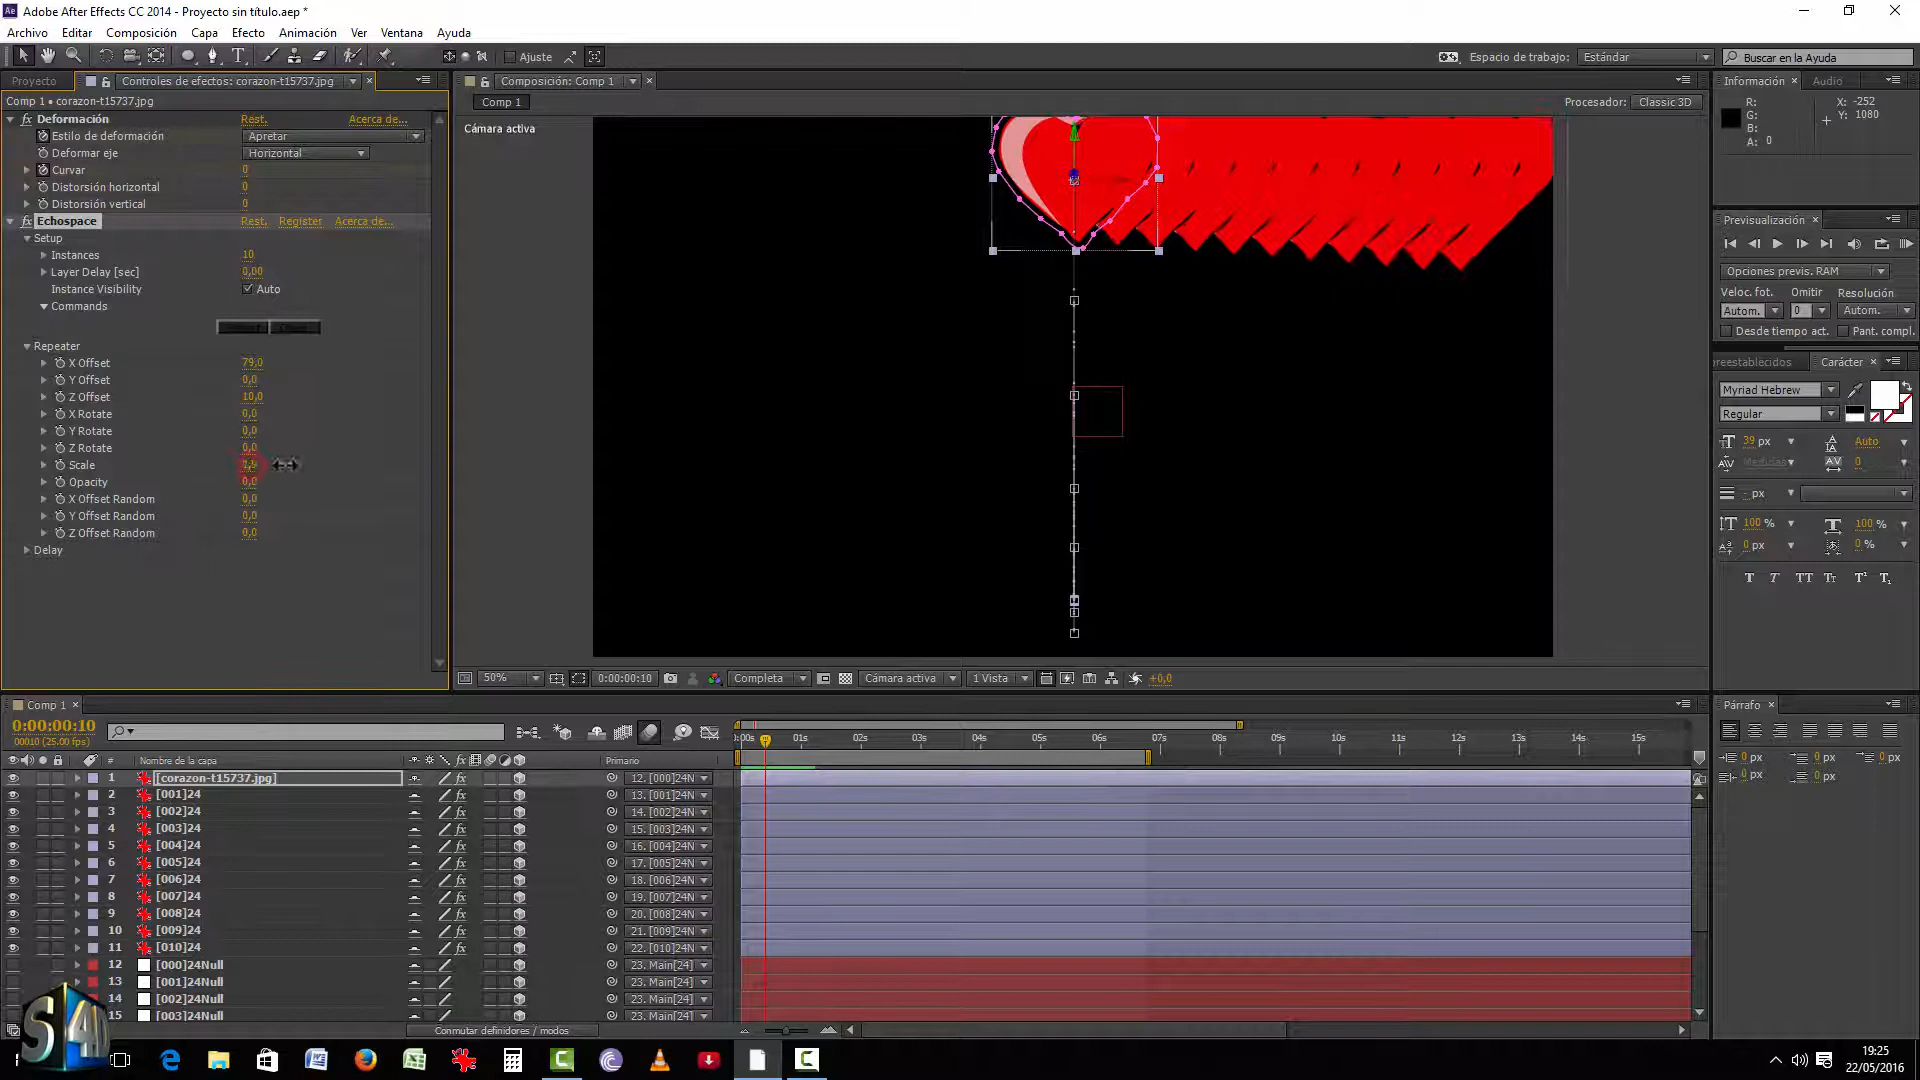 Adobe After Effects CC 2014 - Proyecto sin título.aep *
Archivo Editar Composición Capa Efecto Animación Ver Ventana Ayuda
Ajuste
Espacio de trabajo: Estándar
Buscar en la Ayuda
Proyecto
Controles de efectos: corazon-t15737.jpg
Composición: Comp 1
Información
Audio
Comp 1 • corazon-t15737.jpg
Comp 1
Procesador: Classic 3D
Cámara activa
R:
G:
B:
A: 0
X: -252
Y: 1080
Deformación Rest. Acerca de...
Estilo de deformación Apretar
Deformar eje Horizontal
Curvar 0
Distorsión horizontal 0
Distorsión vertical 0
Echospace Rest. Register Acerca de...
Setup
Instances 10
Layer Delay [sec] 0,00
Instance Visibility Auto
Commands
Repeater
X Offset 79,0
Y Offset 0,0
Z Offset 10,0
X Rotate 0,0
Y Rotate 0,0
Z Rotate 0,0
Scale
Opacity 0,0
X Offset Random 0,0
Y Offset Random 0,0
Z Offset Random 0,0
Delay
Previsualización
Opciones previs. RAM
Veloc. fot. Omitir Resolución
Autom. 0 Autom.
Desde tiempo act. Pant. compl.
reestablecidos
Carácter
Myriad Hebrew
Regular
39 px Auto
0
- px
100 % 100 %
0 px 0 %
T T TT Tt T¹ T₁
50% 0:00:00:10 Completa Cámara activa 1 Vista +0,0
Comp 1
0:00:00:10
00010 (25.00 fps)
:00s 01s 02s 03s 04s 05s 06s 07s 08s 09s 10s 11s 12s 13s 14s 15s
# Nombre de la capa fx Primario
1 [corazon-t15737.jpg] 12. [000]24N
2 [001]24 fx 13. [001]24N
3 [002]24 fx 14. [002]24N
4 [003]24 fx 15. [003]24N
5 [004]24 fx 16. [004]24N
6 [005]24 fx 17. [005]24N
7 [006]24 fx 18. [006]24N
8 [007]24 fx 19. [007]24N
9 [008]24 fx 20. [008]24N
10 [009]24 fx 21. [009]24N
11 [010]24 fx 22. [010]24N
12 [000]24Null 23. Main[24]
13 [001]24Null 23. Main[24]
14 [002]24Null 23. Main[24]
15 [003]24Null 23. Main[24]
Conmutar definidores / modos
Párrafo
0 px 0 px 0 px
0 px 0 px
S4D
19:25
22/05/2016